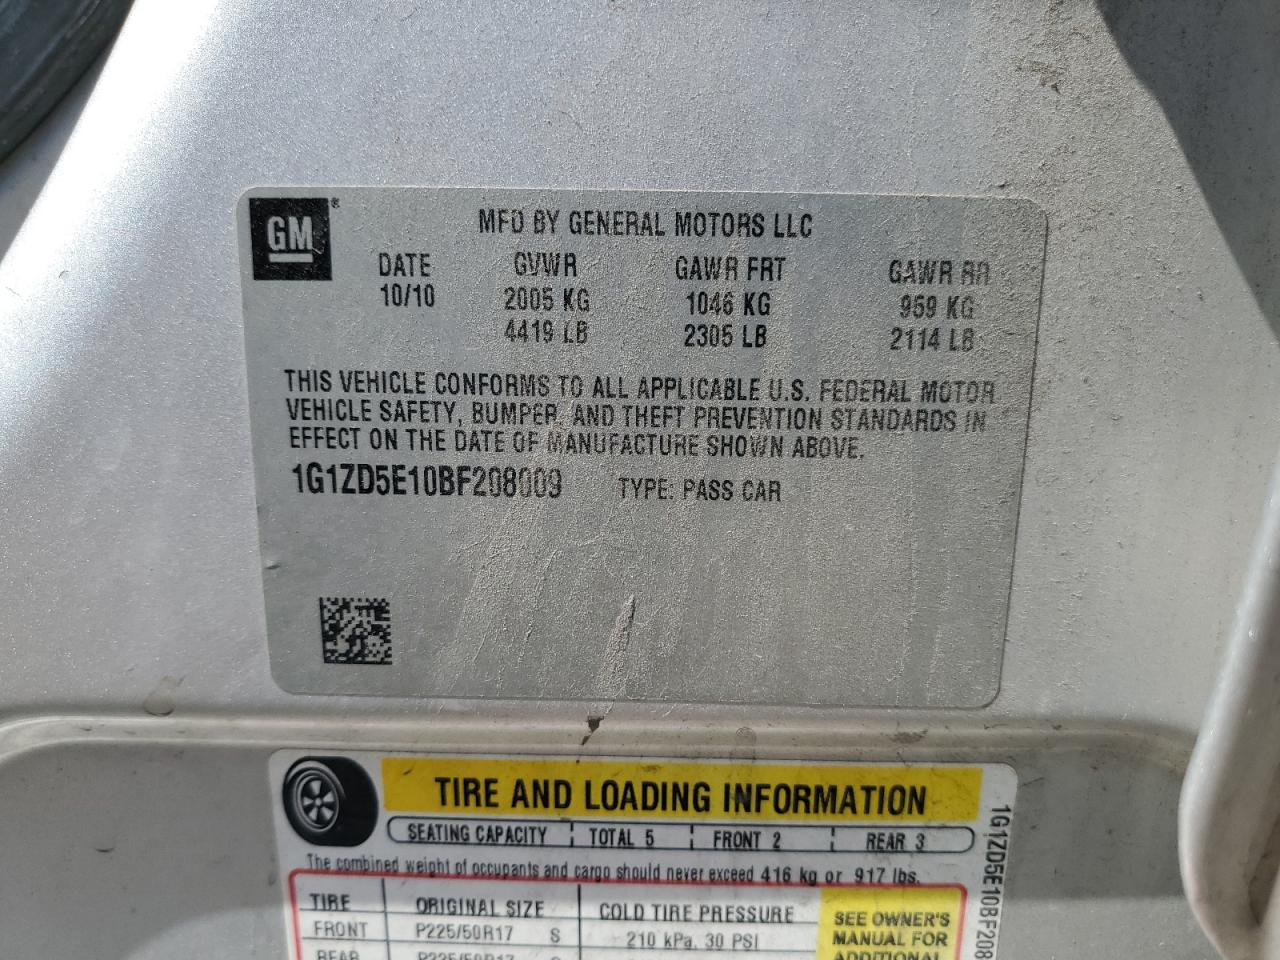 GM®
MFD BY GENERAL MOTORS LLC
DATE GVWR GAWR FRT GAWR RR
10/10 2005 KG 1046 KG 959 KG
4419 LB 2305 LB 2114 LB
THIS VEHICLE CONFORMS TO ALL APPLICABLE U.S. FEDERAL MOTOR
VEHICLE SAFETY, BUMPER, AND THEFT PREVENTION STANDARDS IN
EFFECT ON THE DATE OF MANUFACTURE SHOWN ABOVE.
1G1ZD5E10BF208009 TYPE: PASS CAR
TIRE AND LOADING INFORMATION
SEATING CAPACITY TOTAL 5 FRONT 2 REAR 3
The combined weight of occupants and cargo should never exceed 416 kg or 917 lbs.
TIRE ORIGINAL SIZE COLD TIRE PRESSURE
FRONT P225/50R17 S 210 kPa, 30 PSI
REAR P225/50R17
SEE OWNER'S
MANUAL FOR
ADDITIONAL
1G1ZD5E10BF208